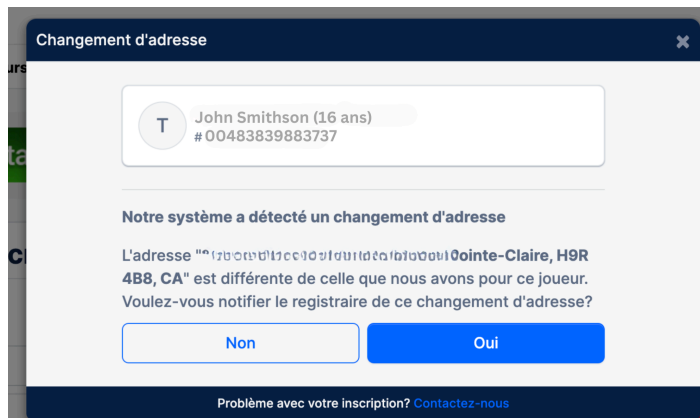 Changement d'adresse
urs
T
John Smithson (16 ans)
#00483839883737
ta
Notre système a détecté un changement d'adresse
L'adresse "Pointe-Claire, H9R
4B8, CA" est différente de celle que nous avons pour ce joueur.
Voulez-vous notifier le registraire de ce changement d'adresse?
Non
Oui
Problème avec votre inscription? Contactez-nous